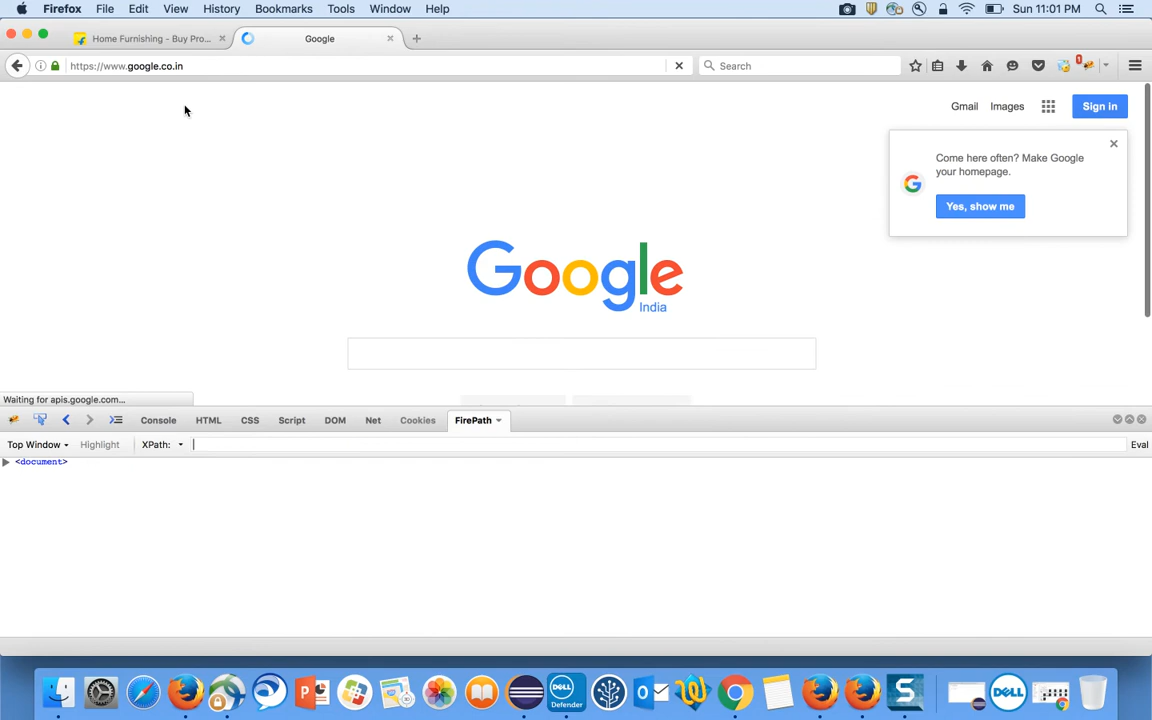 Firefox File Edit View History Bookmarks Tools Window Help Sun 11:01 PM
Home Furnishing - Buy Pro... Google
https://www.google.co.in Search
1
Gmail Images Sign in
Come here often? Make Google
your homepage.
Yes, show me
Google
India
Waiting for apis.google.com...
Console HTML CSS Script DOM Net Cookies FirePath
Top Window Highlight XPath: Eval
<document>
DELL
Defender
DELL